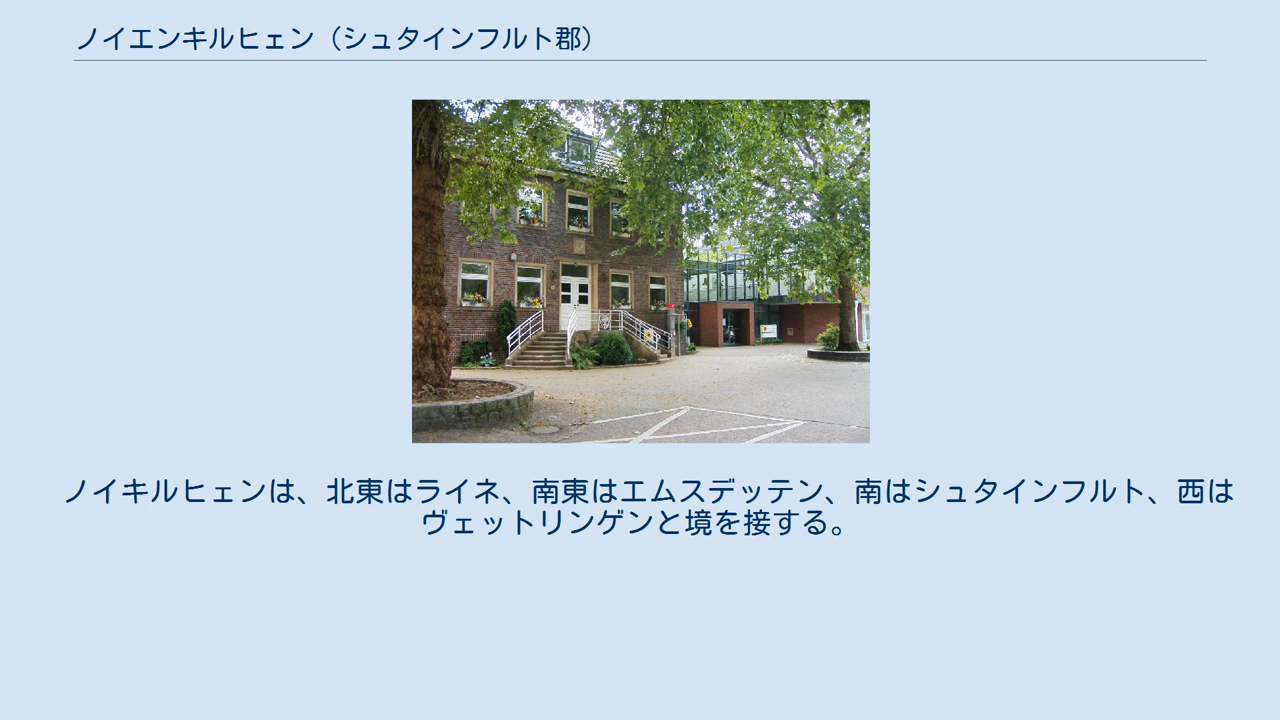 ノイエンキルヒェン（シュタインフルト郡）
ノイキルヒェンは、北東はライネ、南東はエムスデッテン、南はシュタインフルト、西は
ヴェットリンゲンと境を接する。